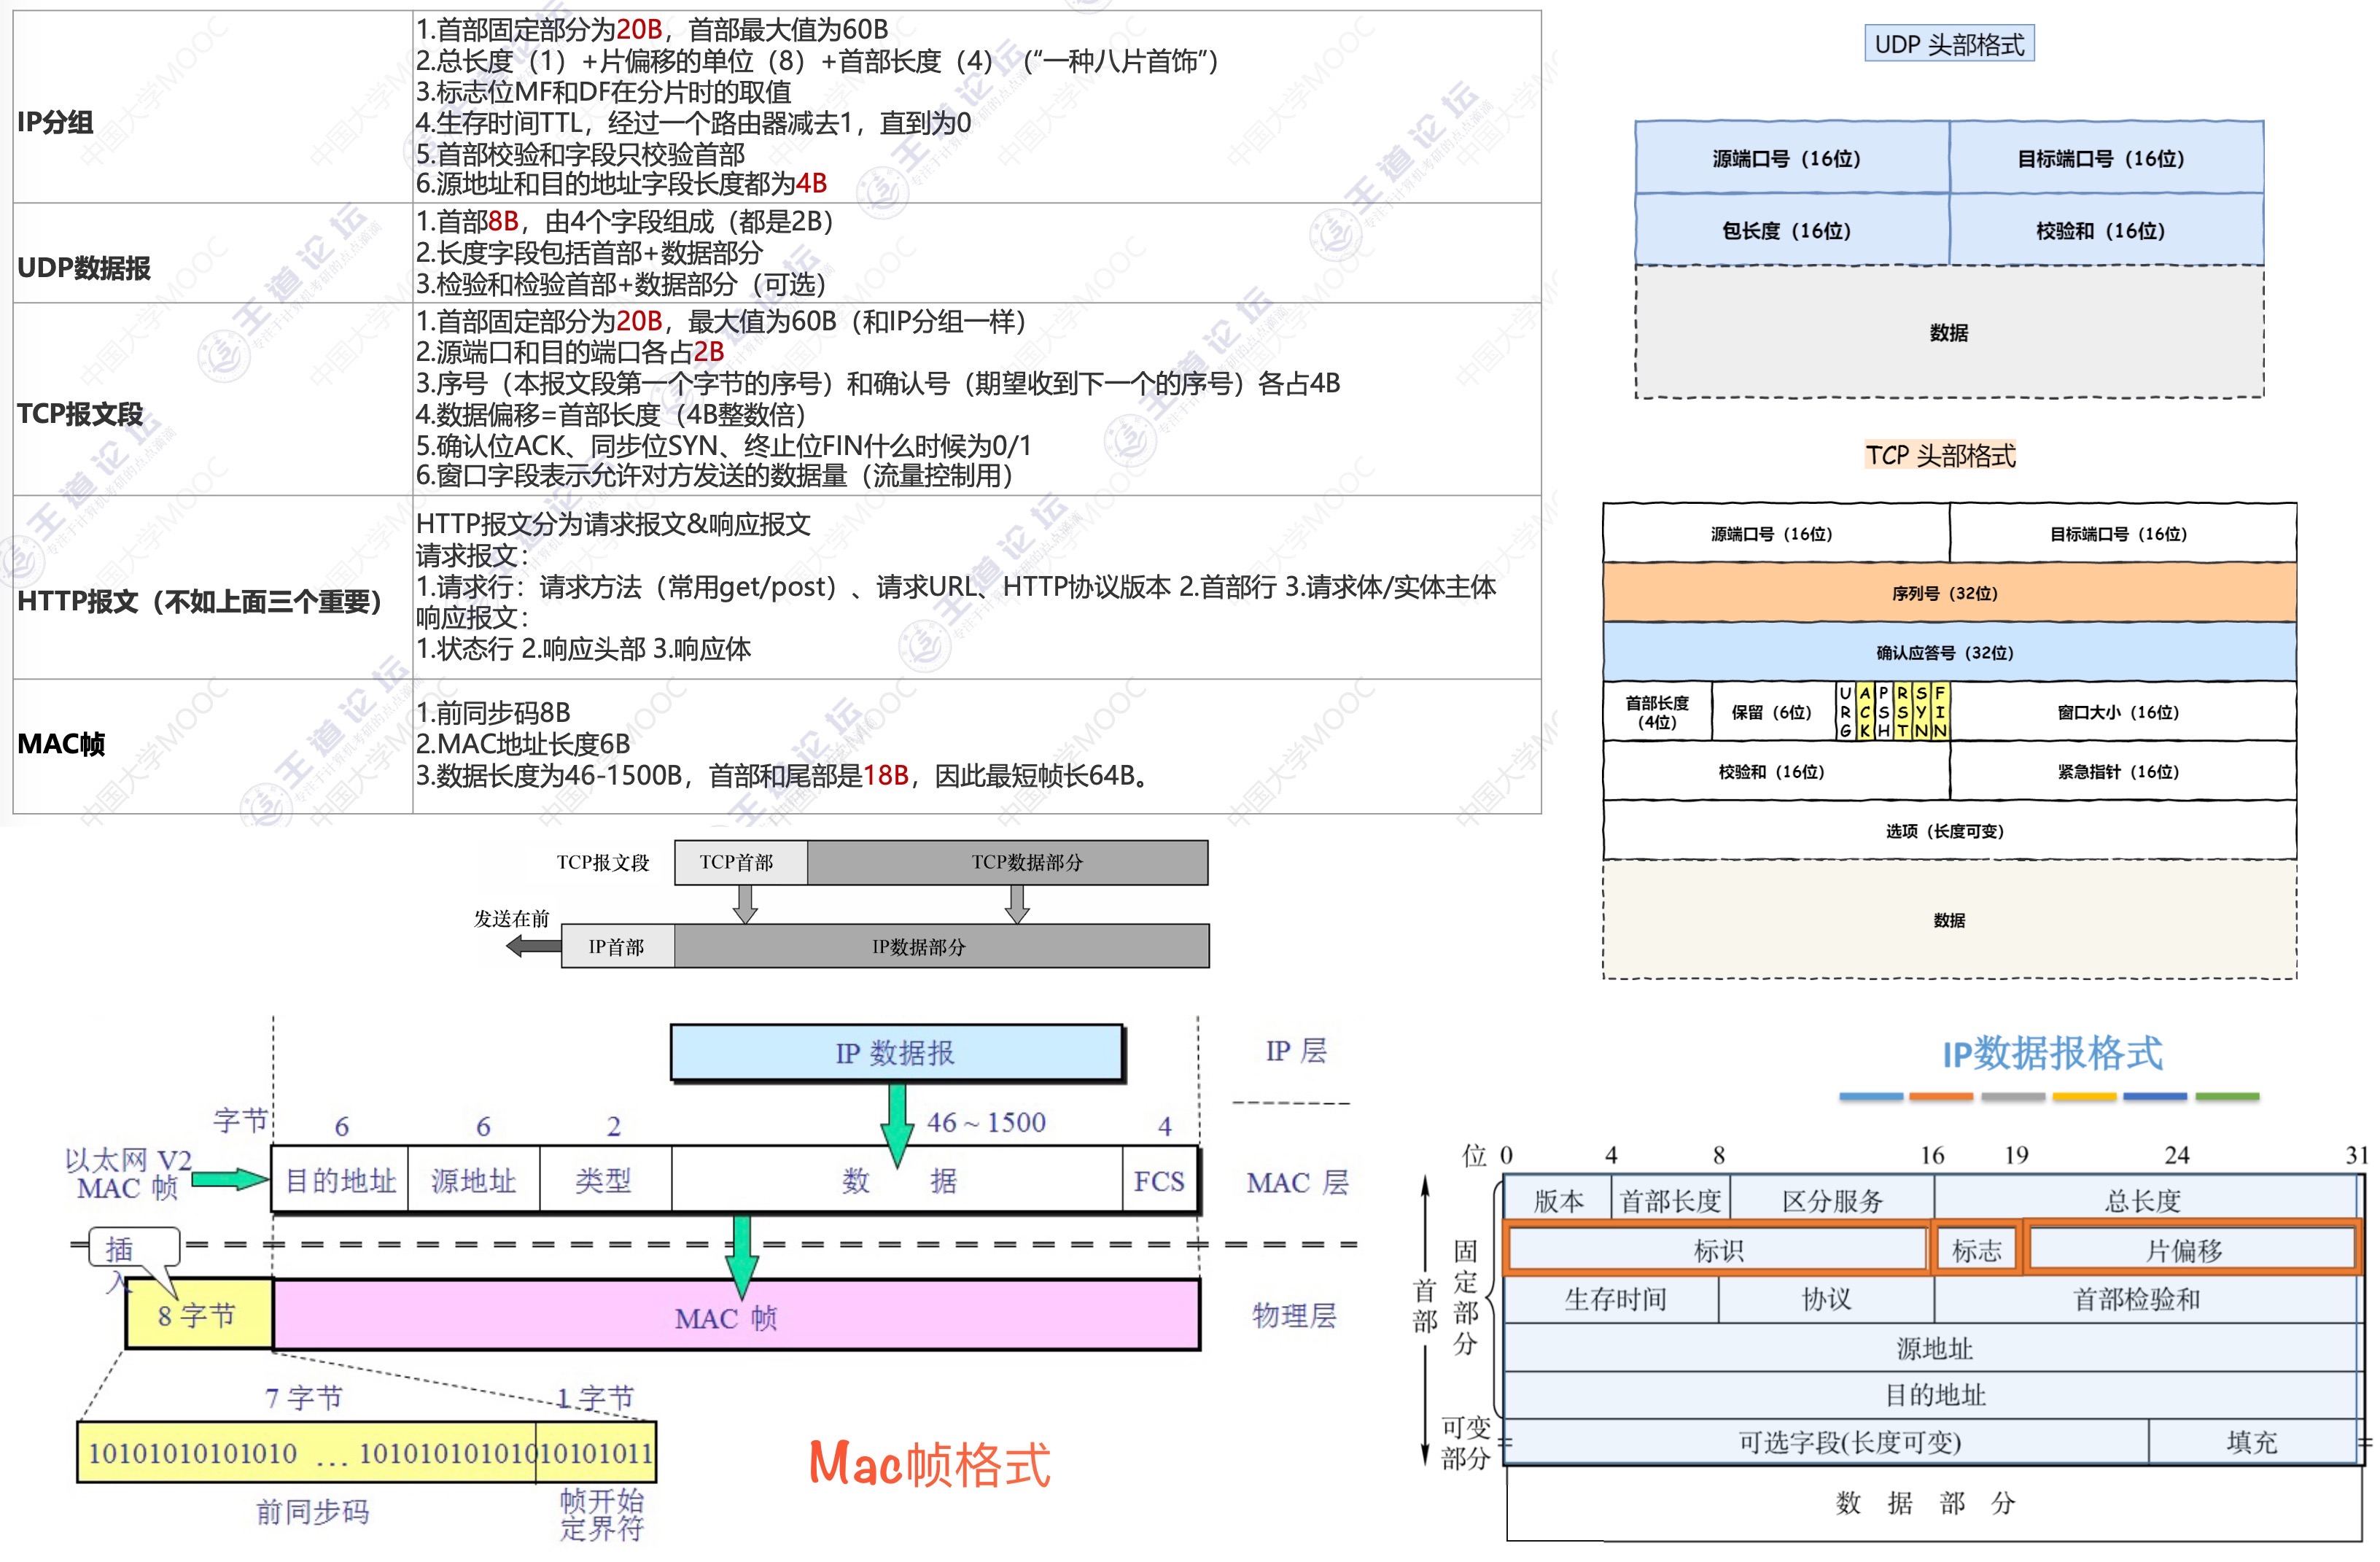 IP分组
1.首部固定部分为20B，首部最大值为60B
2.总长度（1）+片偏移的单位（8）+首部长度（4）（“一种八片首饰”）
3.标志位MF和DF在分片时的取值
4.生存时间TTL，经过一个路由器减去1，直到为0
5.首部校验和字段只校验首部
6.源地址和目的地址字段长度都为4B
UDP数据报
1.首部8B，由4个字段组成（都是2B）
2.长度字段包括首部+数据部分
3.检验和检验首部+数据部分（可选）
TCP报文段
1.首部固定部分为20B，最大值为60B（和IP分组一样）
2.源端口和目的端口各占2B
3.序号（本报文段第一个字节的序号）和确认号（期望收到下一个的序号）各占4B
4.数据偏移=首部长度（4B整数倍）
5.确认位ACK、同步位SYN、终止位FIN什么时候为0/1
6.窗口字段表示允许对方发送的数据量（流量控制用）
HTTP报文（不如上面三个重要）
HTTP报文分为请求报文&响应报文
请求报文：
1.请求行：请求方法（常用get/post）、请求URL、HTTP协议版本 2.首部行 3.请求体/实体主体
响应报文：
1.状态行 2.响应头部 3.响应体
MAC帧
1.前同步码8B
2.MAC地址长度6B
3.数据长度为46-1500B，首部和尾部是18B，因此最短帧长64B。
中国大学MOOC
王道论坛
UDP 头部格式
源端口号（16位） 目标端口号（16位）
包长度（16位） 校验和（16位）
数据
TCP 头部格式
源端口号（16位） 目标端口号（16位）
序列号（32位）
确认应答号（32位）
首部长度
（4位） 保留（6位） URG ACK PSH RST SYN FIN 窗口大小（16位）
校验和（16位） 紧急指针（16位）
选项（长度可变）
数据
TCP报文段 TCP首部 TCP数据部分
发送在前
IP首部 IP数据部分
IP 数据报 IP 层
字节 6 6 2 46 ~ 1500 4
以太网 V2
MAC 帧
目的地址 源地址 类型 数 据 FCS MAC 层
插入
8 字节 MAC 帧 物理层
7 字节 1 字节
10101010101010 … 10101010101010101011
前同步码
帧开始
定界符
Mac帧格式
IP数据报格式
位 0 4 8 16 19 24 31
版本 首部长度 区分服务 总长度
标识 标志 片偏移
生存时间 协议 首部检验和
源地址
目的地址
可选字段(长度可变) 填充
数 据 部 分
首部
固定部分
可变
部分